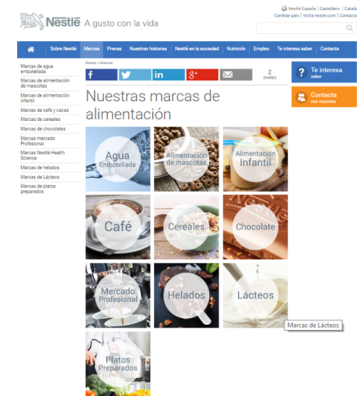 Nestlé España | Castellano | Català
Cambiar país | Visita nestle.com | Contacta
Nestlé A gusto con la vida
Sobre Nestlé Marcas Prensa Nuestras historias Nestlé en la sociedad Nutrición Empleo Te interesa saber Contacta
Home > Marcas
Marcas de agua
embotellada
Marcas de alimentación
de mascotas
Marcas de alimentación
infantil
Marcas de café y cacao
Marcas de cereales
Marcas de chocolates
Marcas mercado
Profesional
Marcas Nestlé Health
Science
Marcas de helados
Marcas de Lácteos
Marcas de platos
preparados
2
SHARES
Nuestras marcas de
alimentación
Agua
Embotellada
Alimentación
de mascotas
Alimentación
Infantil
Café
Cereales
Chocolate
Mercado
Profesional
Helados
Lácteos
Marcas de Lácteos
Platos
Preparados
? Te interesa
saber
Contacta
con nosotros